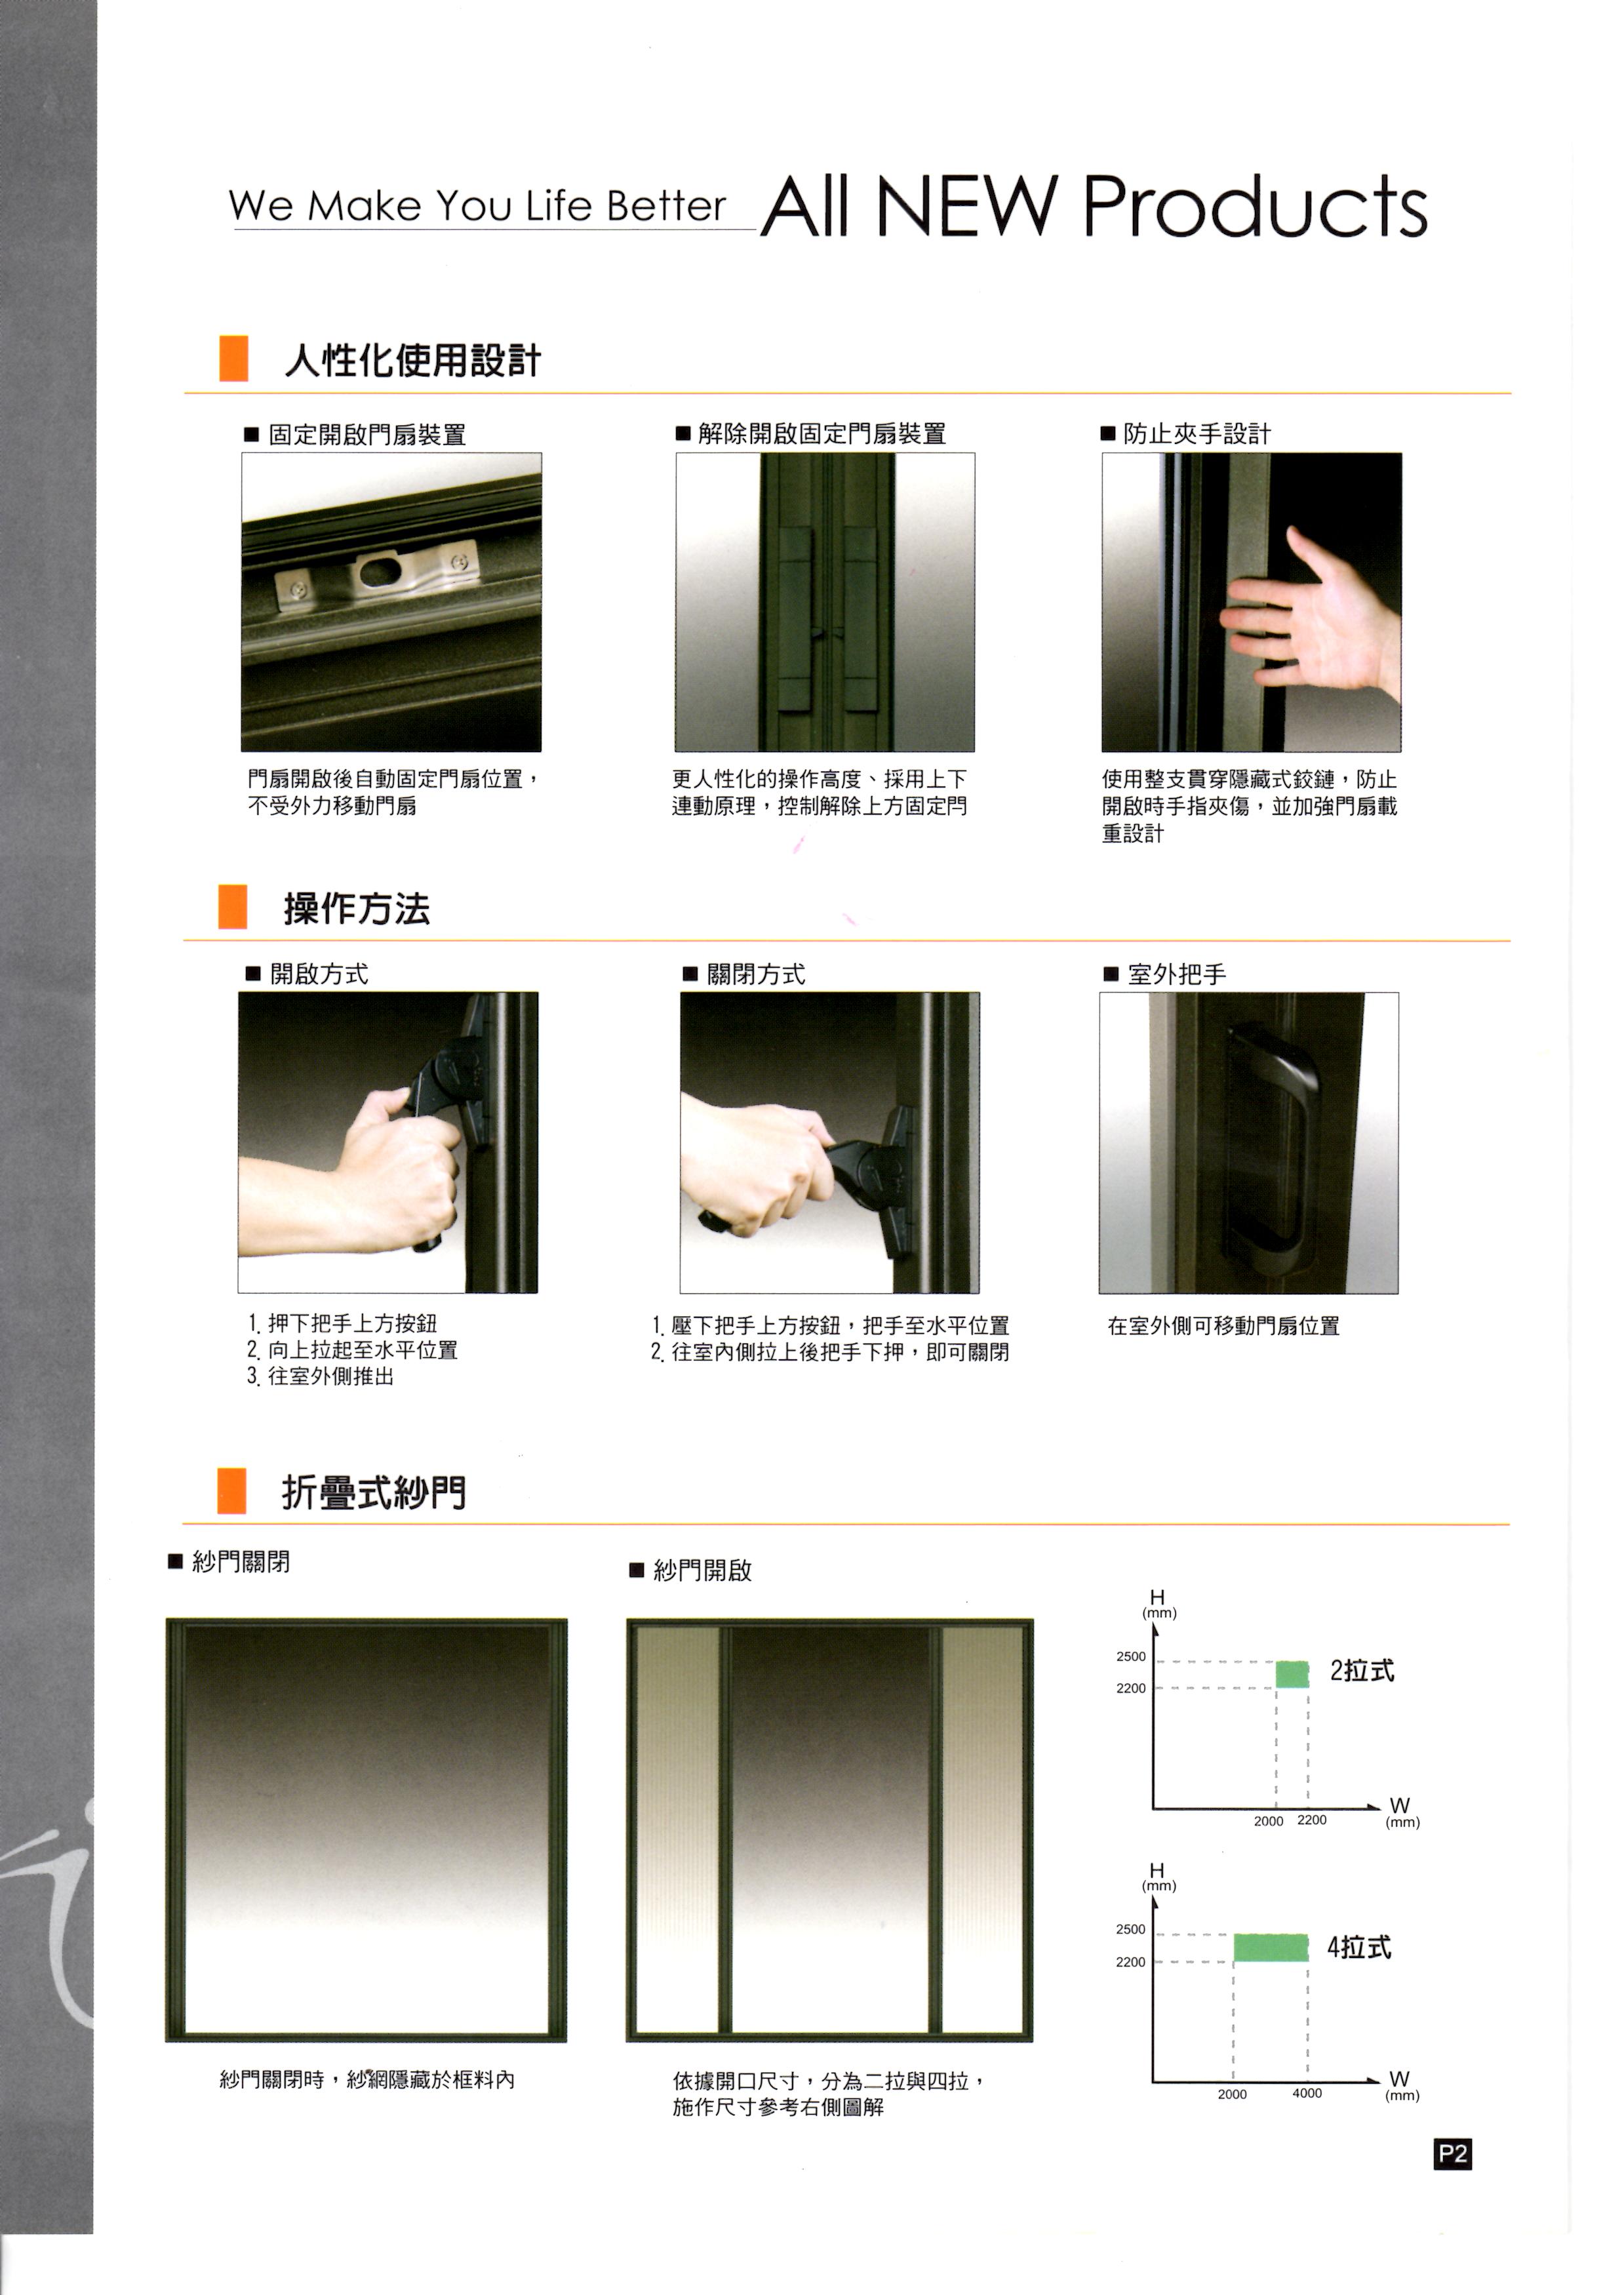 We Make You Life Better All NEW Products
人性化使用設計
■ 固定開啟門扇裝置
■ 解除開啟固定門扇裝置
■ 防止夾手設計
門扇開啟後自動固定門扇位置，
不受外力移動門扇
更人性化的操作高度、採用上下
連動原理，控制解除上方固定閂
使用整支貫穿隱藏式鉸鏈，防止
開啟時手指夾傷，並加強門扇載
重設計
操作方法
■ 開啟方式
■ 關閉方式
■ 室外把手
1. 押下把手上方按鈕
2. 向上拉起至水平位置
3. 往室外側推出
1. 壓下把手上方按鈕，把手至水平位置
2. 往室內側拉上後把手下押，即可關閉
在室外側可移動門扇位置
折疊式紗門
■ 紗門關閉
■ 紗門開啟
紗門關閉時，紗網隱藏於框料內
依據開口尺寸，分為二拉與四拉，
施作尺寸參考右側圖解
H
(mm)
2500
2200
2拉式
2000 2200
W
(mm)
H
(mm)
2500
2200
4拉式
2000 4000
W
(mm)
P2